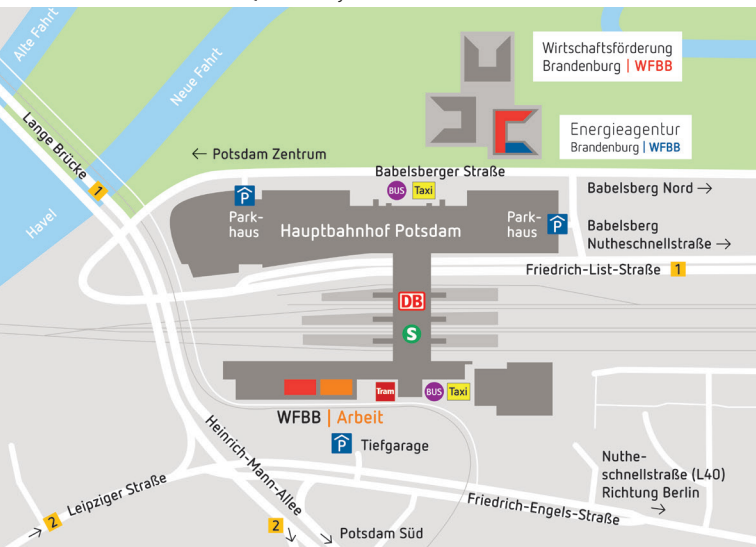 Alte Fahrt
Neue Fahrt
Wirtschaftsförderung
Brandenburg | WFBB
Energieagentur
Brandenburg | WFBB
Lange Brücke
1
← Potsdam Zentrum
Babelsberger Straße
Havel
P
Park-
haus
BUS
Taxi
Park-
haus
P
Babelsberg Nord →
Hauptbahnhof Potsdam
Babelsberg
Nutheschnellstraße →
Friedrich-List-Straße 1
DB
S
Tram
BUS
Taxi
WFBB | Arbeit
P Tiefgarage
Heinrich-Mann-Allee
2
Leipziger Straße
→ 2
Friedrich-Engels-Straße
Nuthe-
schnellstraße (L40)
Richtung Berlin
→
Potsdam Süd